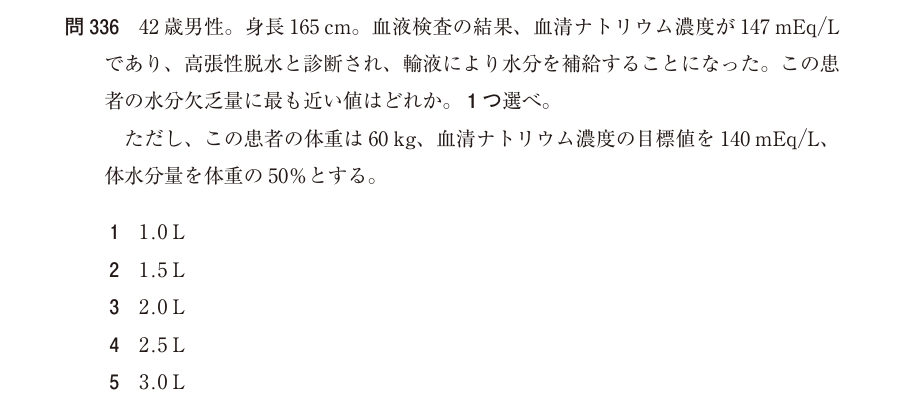 問 336　42 歳男性。身長 165 cm。血液検査の結果、血清ナトリウム濃度が 147 mEq/L
であり、高張性脱水と診断され、輸液により水分を補給することになった。この患
者の水分欠乏量に最も近い値はどれか。1つ選べ。
ただし、この患者の体重は 60 kg、血清ナトリウム濃度の目標値を 140 mEq/L、
体水分量を体重の 50%とする。
1　1.0 L
2　1.5 L
3　2.0 L
4　2.5 L
5　3.0 L